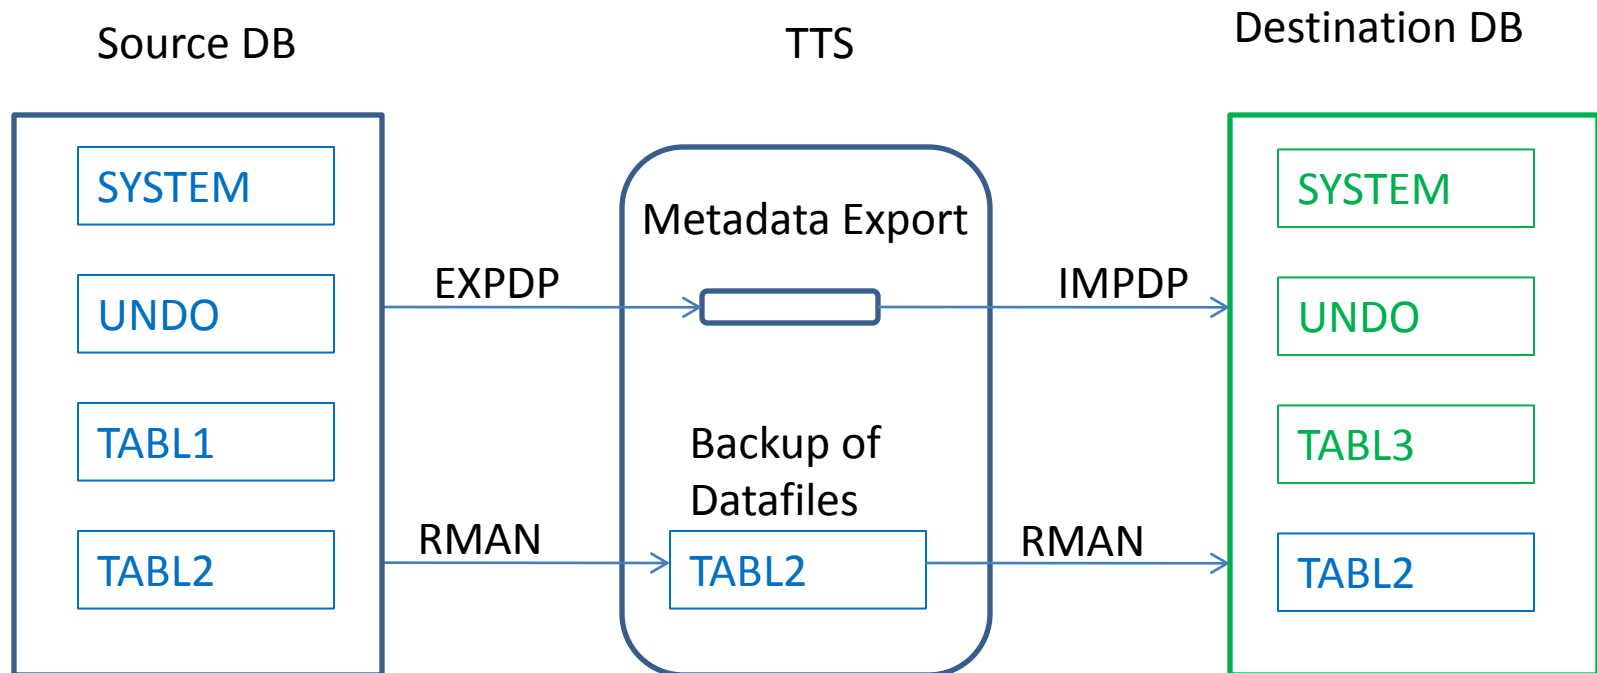 Source DB
TTS
Destination DB
SYSTEM
UNDO
TABL1
TABL2
EXPDP
RMAN
Metadata Export
Backup of
Datafiles
TABL2
IMPDP
RMAN
SYSTEM
UNDO
TABL3
TABL2